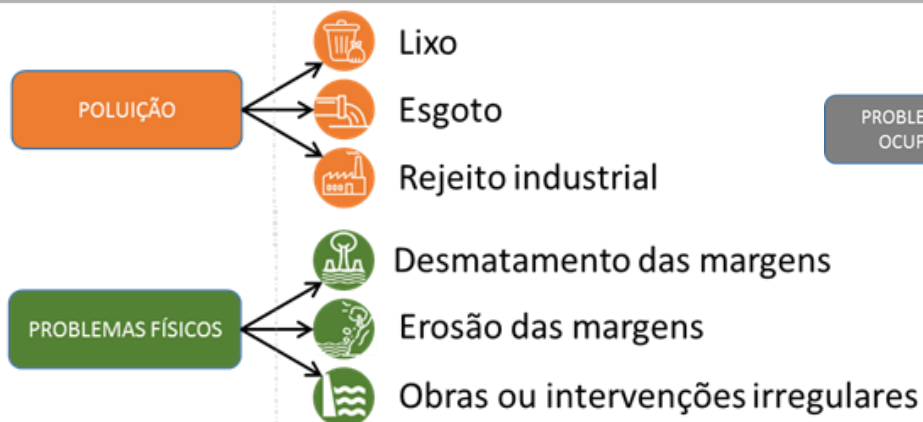 POLUIÇÃO
Lixo
Esgoto
Rejeito industrial
PROBLEMAS FÍSICOS
Desmatamento das margens
Erosão das margens
Obras ou intervenções irregulares